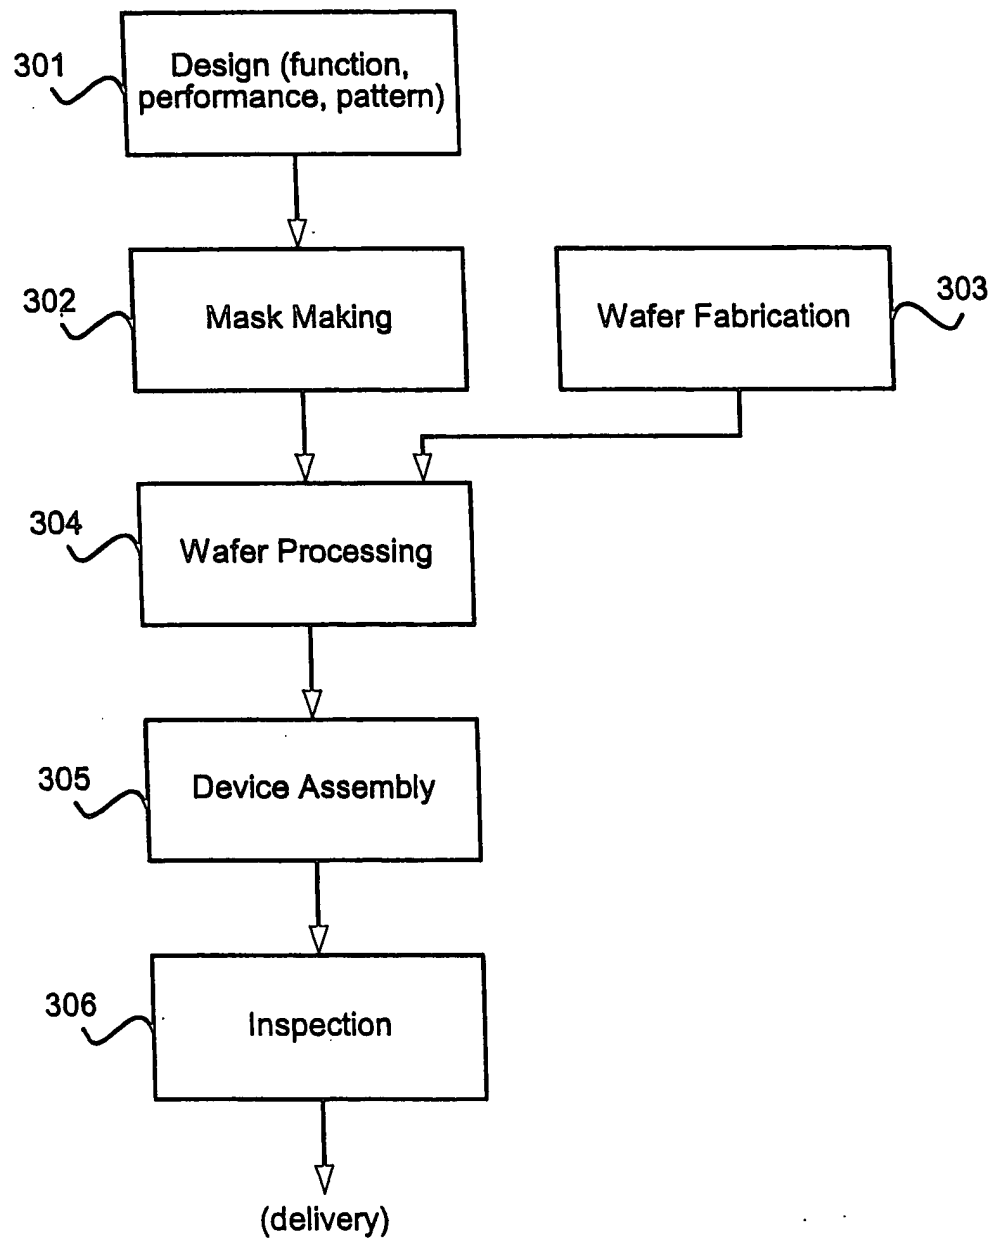 301
Design (function,
performance, pattern)
302
Mask Making
Wafer Fabrication
303
304
Wafer Processing
305
Device Assembly
306
Inspection
(delivery)